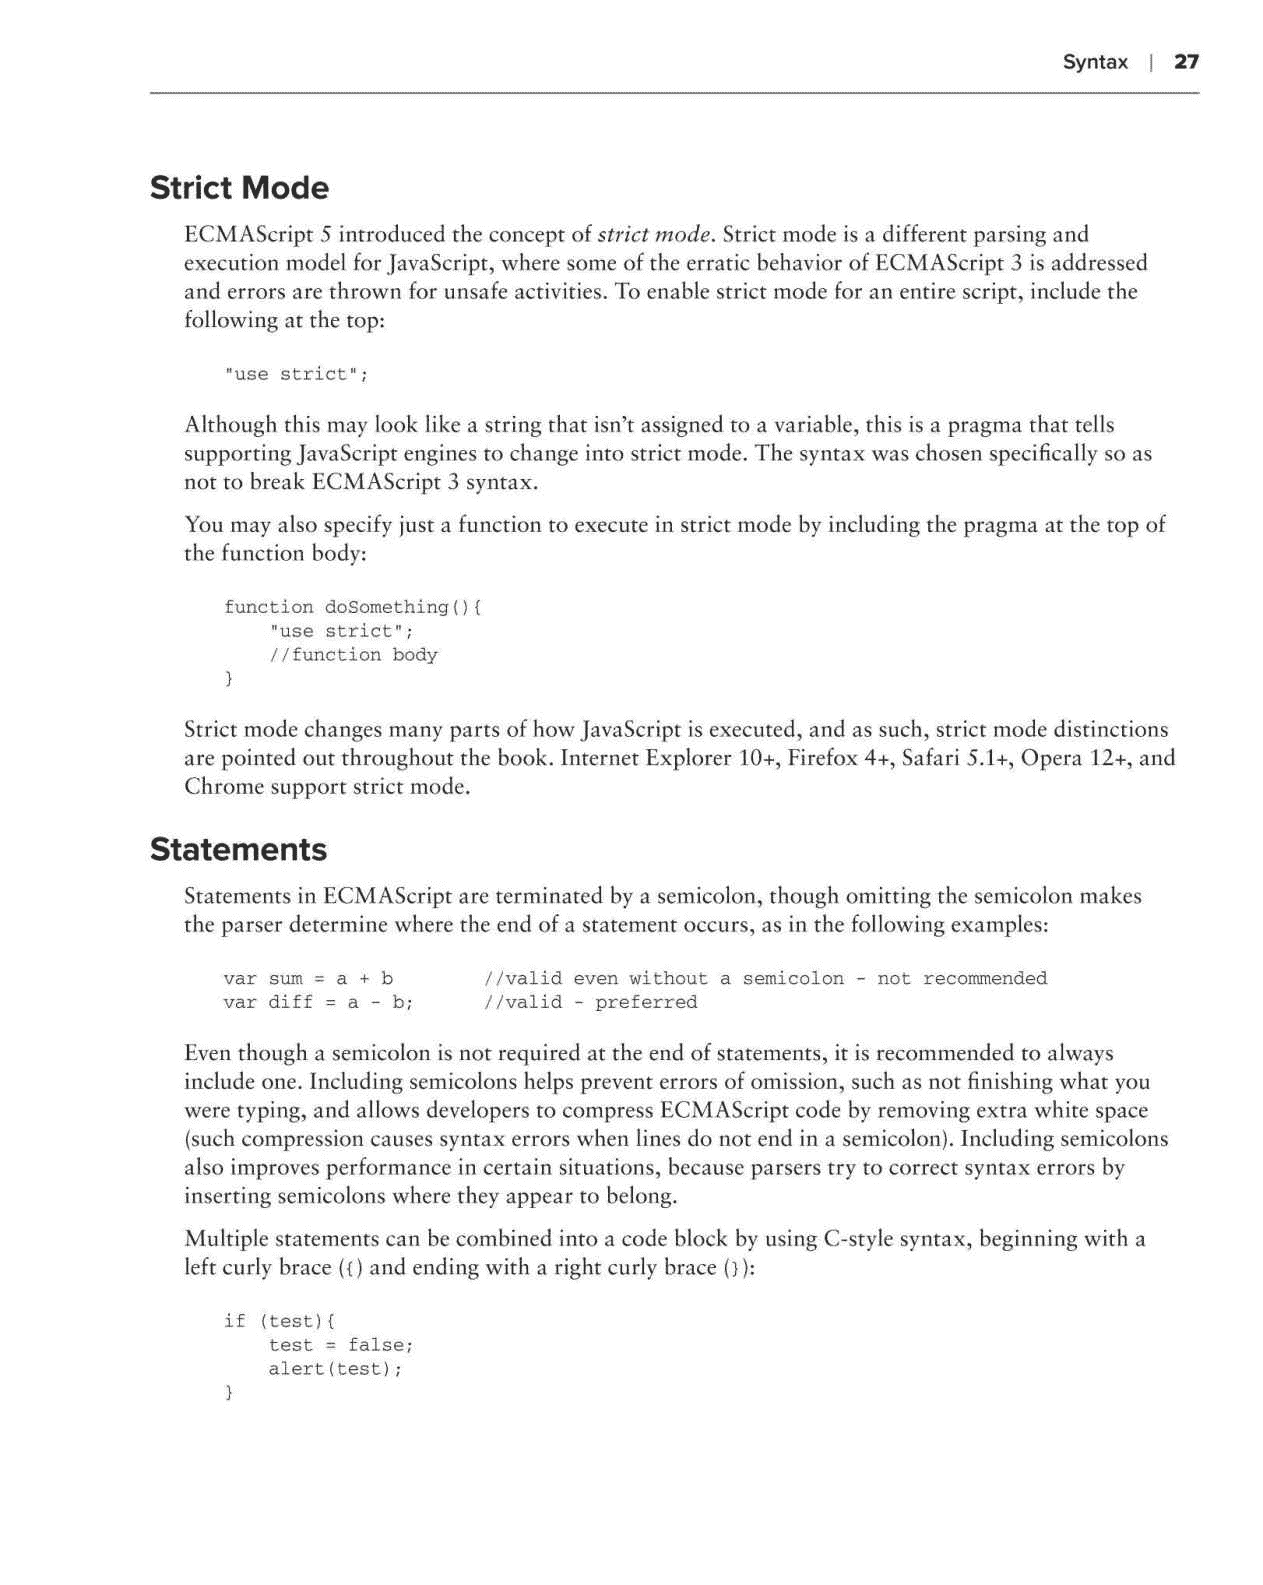 Syntax | 27
Strict Mode
ECMAScript 5 introduced the concept of strict mode. Strict mode is a different parsing and
execution model for JavaScript, where some of the erratic behavior of ECMAScript 3 is addressed
and errors are thrown for unsafe activities. To enable strict mode for an entire script, include the
following at the top:
"use strict";
Although this may look like a string that isn’t assigned to a variable, this is a pragma that tells
supporting JavaScript engines to change into strict mode. The syntax was chosen specifically so as
not to break ECMAScript 3 syntax.
You may also specify just a function to execute in strict mode by including the pragma at the top of
the function body:
function doSomething(){
    "use strict";
    //function body
}
Strict mode changes many parts of how JavaScript is executed, and as such, strict mode distinctions
are pointed out throughout the book. Internet Explorer 10+, Firefox 4+, Safari 5.1+, Opera 12+, and
Chrome support strict mode.
Statements
Statements in ECMAScript are terminated by a semicolon, though omitting the semicolon makes
the parser determine where the end of a statement occurs, as in the following examples:
var sum = a + b        //valid even without a semicolon - not recommended
var diff = a - b;      //valid - preferred
Even though a semicolon is not required at the end of statements, it is recommended to always
include one. Including semicolons helps prevent errors of omission, such as not finishing what you
were typing, and allows developers to compress ECMAScript code by removing extra white space
(such compression causes syntax errors when lines do not end in a semicolon). Including semicolons
also improves performance in certain situations, because parsers try to correct syntax errors by
inserting semicolons where they appear to belong.
Multiple statements can be combined into a code block by using C-style syntax, beginning with a
left curly brace ({) and ending with a right curly brace (}):
if (test){
    test = false;
    alert(test);
}